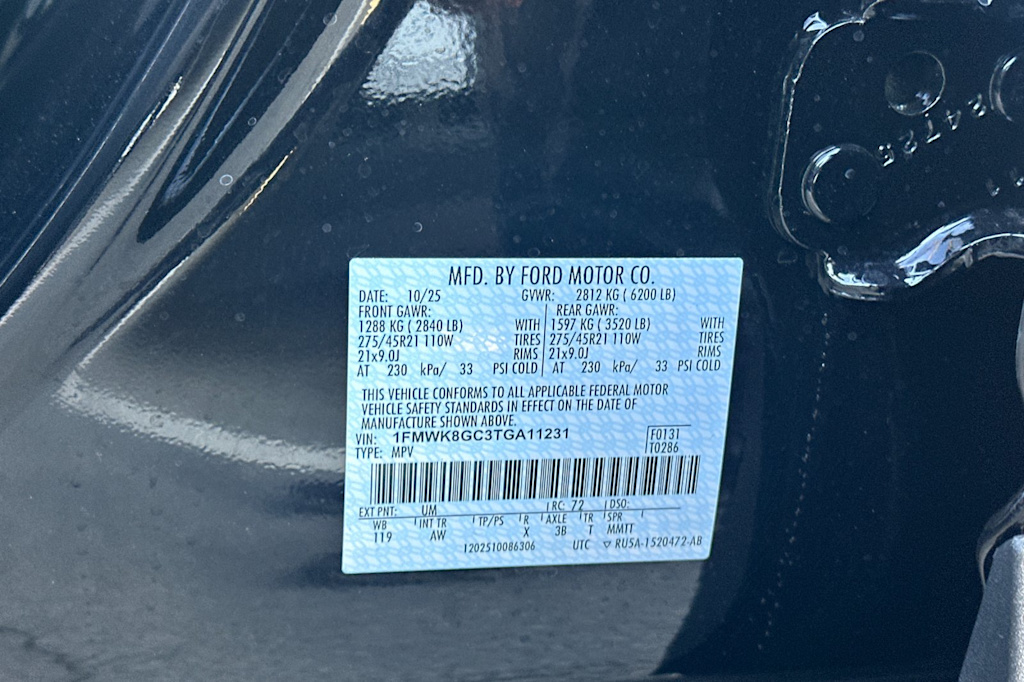 MFD. BY FORD MOTOR CO.
DATE: 10/25 GVWR: 2812 KG ( 6200 LB)
FRONT GAWR: REAR GAWR:
1288 KG ( 2840 LB) WITH 1597 KG ( 3520 LB) WITH
275/45R21 110W TIRES 275/45R21 110W TIRES
21x9.0J RIMS 21x9.0J RIMS
AT 230 kPa/ 33 PSI COLD AT 230 kPa/ 33 PSI COLD
THIS VEHICLE CONFORMS TO ALL APPLICABLE FEDERAL MOTOR
VEHICLE SAFETY STANDARDS IN EFFECT ON THE DATE OF
MANUFACTURE SHOWN ABOVE.
VIN: 1FMWK8GC3TGA11231 F0131
TYPE: MPV T0286
EXT PNT: UM RC: 72 DSO:
WB INT TR TP/PS R AXLE TR SPR
119 AW X 3B T MMTT
1202510086306 UTC ▽ RU5A-1520472-AB